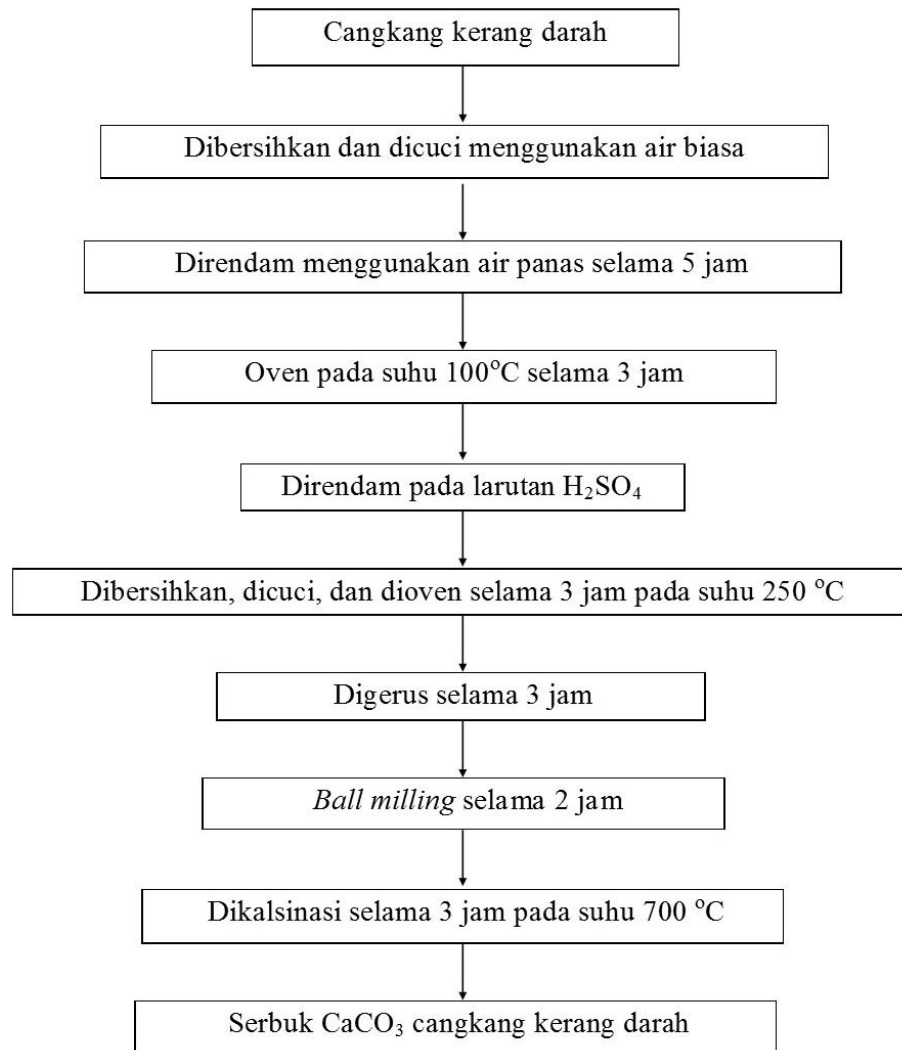 Cangkang kerang darah
Dibersihkan dan dicuci menggunakan air biasa
Direndam menggunakan air panas selama 5 jam
Oven pada suhu 100°C selama 3 jam
Direndam pada larutan H₂SO₄
Dibersihkan, dicuci, dan dioven selama 3 jam pada suhu 250 °C
Digerus selama 3 jam
Ball milling selama 2 jam
Dikalsinasi selama 3 jam pada suhu 700 °C
Serbuk CaCO₃ cangkang kerang darah